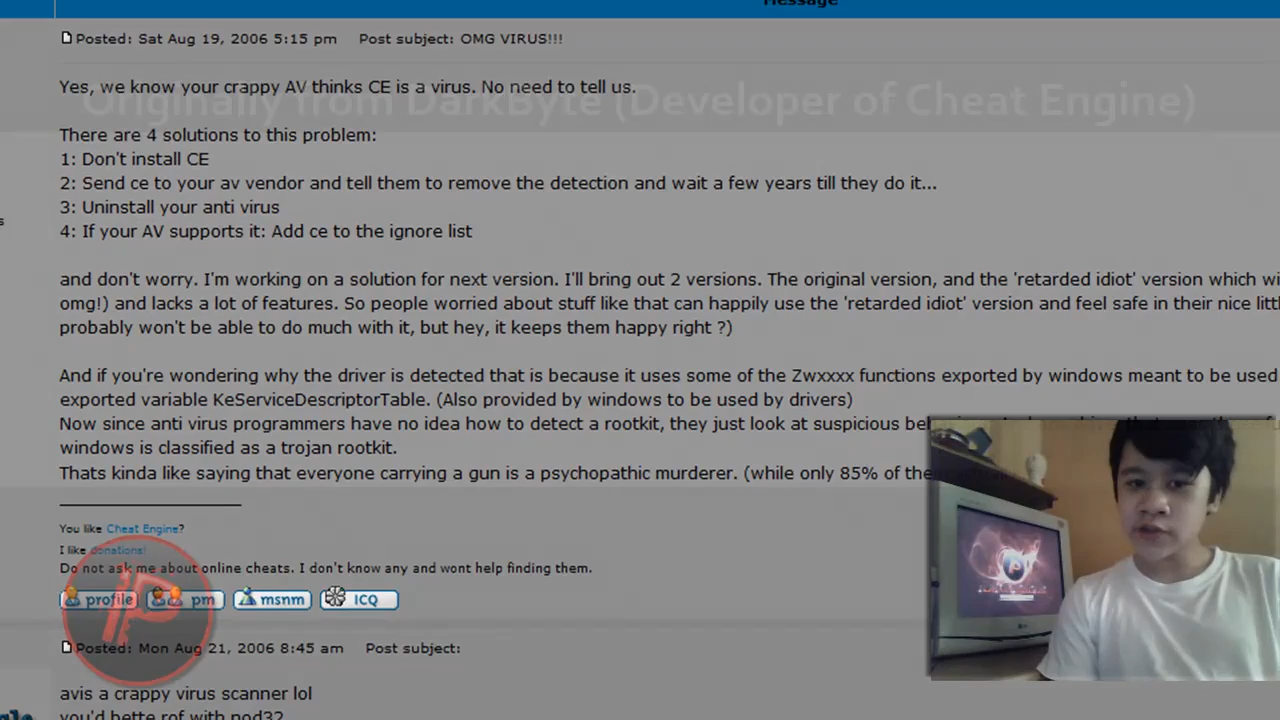 Message
Posted: Sat Aug 19, 2006 5:15 pm Post subject: OMG VIRUS!!!
Yes, we know your crappy AV thinks CE is a virus. No need to tell us.
Originally from DarkByte (Developer of Cheat Engine)
There are 4 solutions to this problem:
1: Don't install CE
2: Send ce to your av vendor and tell them to remove the detection and wait a few years till they do it...
3: Uninstall your anti virus
4: If your AV supports it: Add ce to the ignore list
and don't worry. I'm working on a solution for next version. I'll bring out 2 versions. The original version, and the 'retarded idiot' version which
omg!) and lacks a lot of features. So people worried about stuff like that can happily use the 'retarded idiot' version and feel safe in their nice
probably won't be able to do much with it, but hey, it keeps them happy right ?)
And if you're wondering why the driver is detected that is because it uses some of the Zwxxxx functions exported by windows meant to be used
exported variable KeServiceDescriptorTable. (Also provided by windows to be used by drivers)
Now since anti virus programmers have no idea how to detect a rootkit, they just look at suspicious
windows is classified as a trojan rootkit.
Thats kinda like saying that everyone carrying a gun is a psychopathic murderer. (while only 85% of
You like Cheat Engine?
I like donations!
Do not ask me about online cheats. I don't know any and wont help finding them.
profile pm msnm ICQ
Posted: Mon Aug 21, 2006 8:45 am Post subject:
avis a crappy virus scanner lol
you'd bette rof with nod32